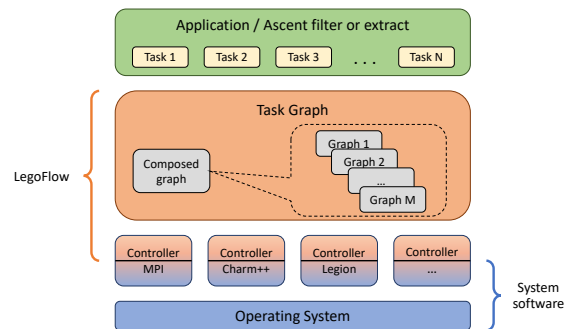 Application / Ascent filter or extract
Task 1 Task 2 Task 3 . . . Task N
Task Graph
LegoFlow
Composed
graph
Graph 1
Graph 2
...
Graph M
Controller Controller Controller Controller
MPI Charm++ Legion ...
System
software
Operating System